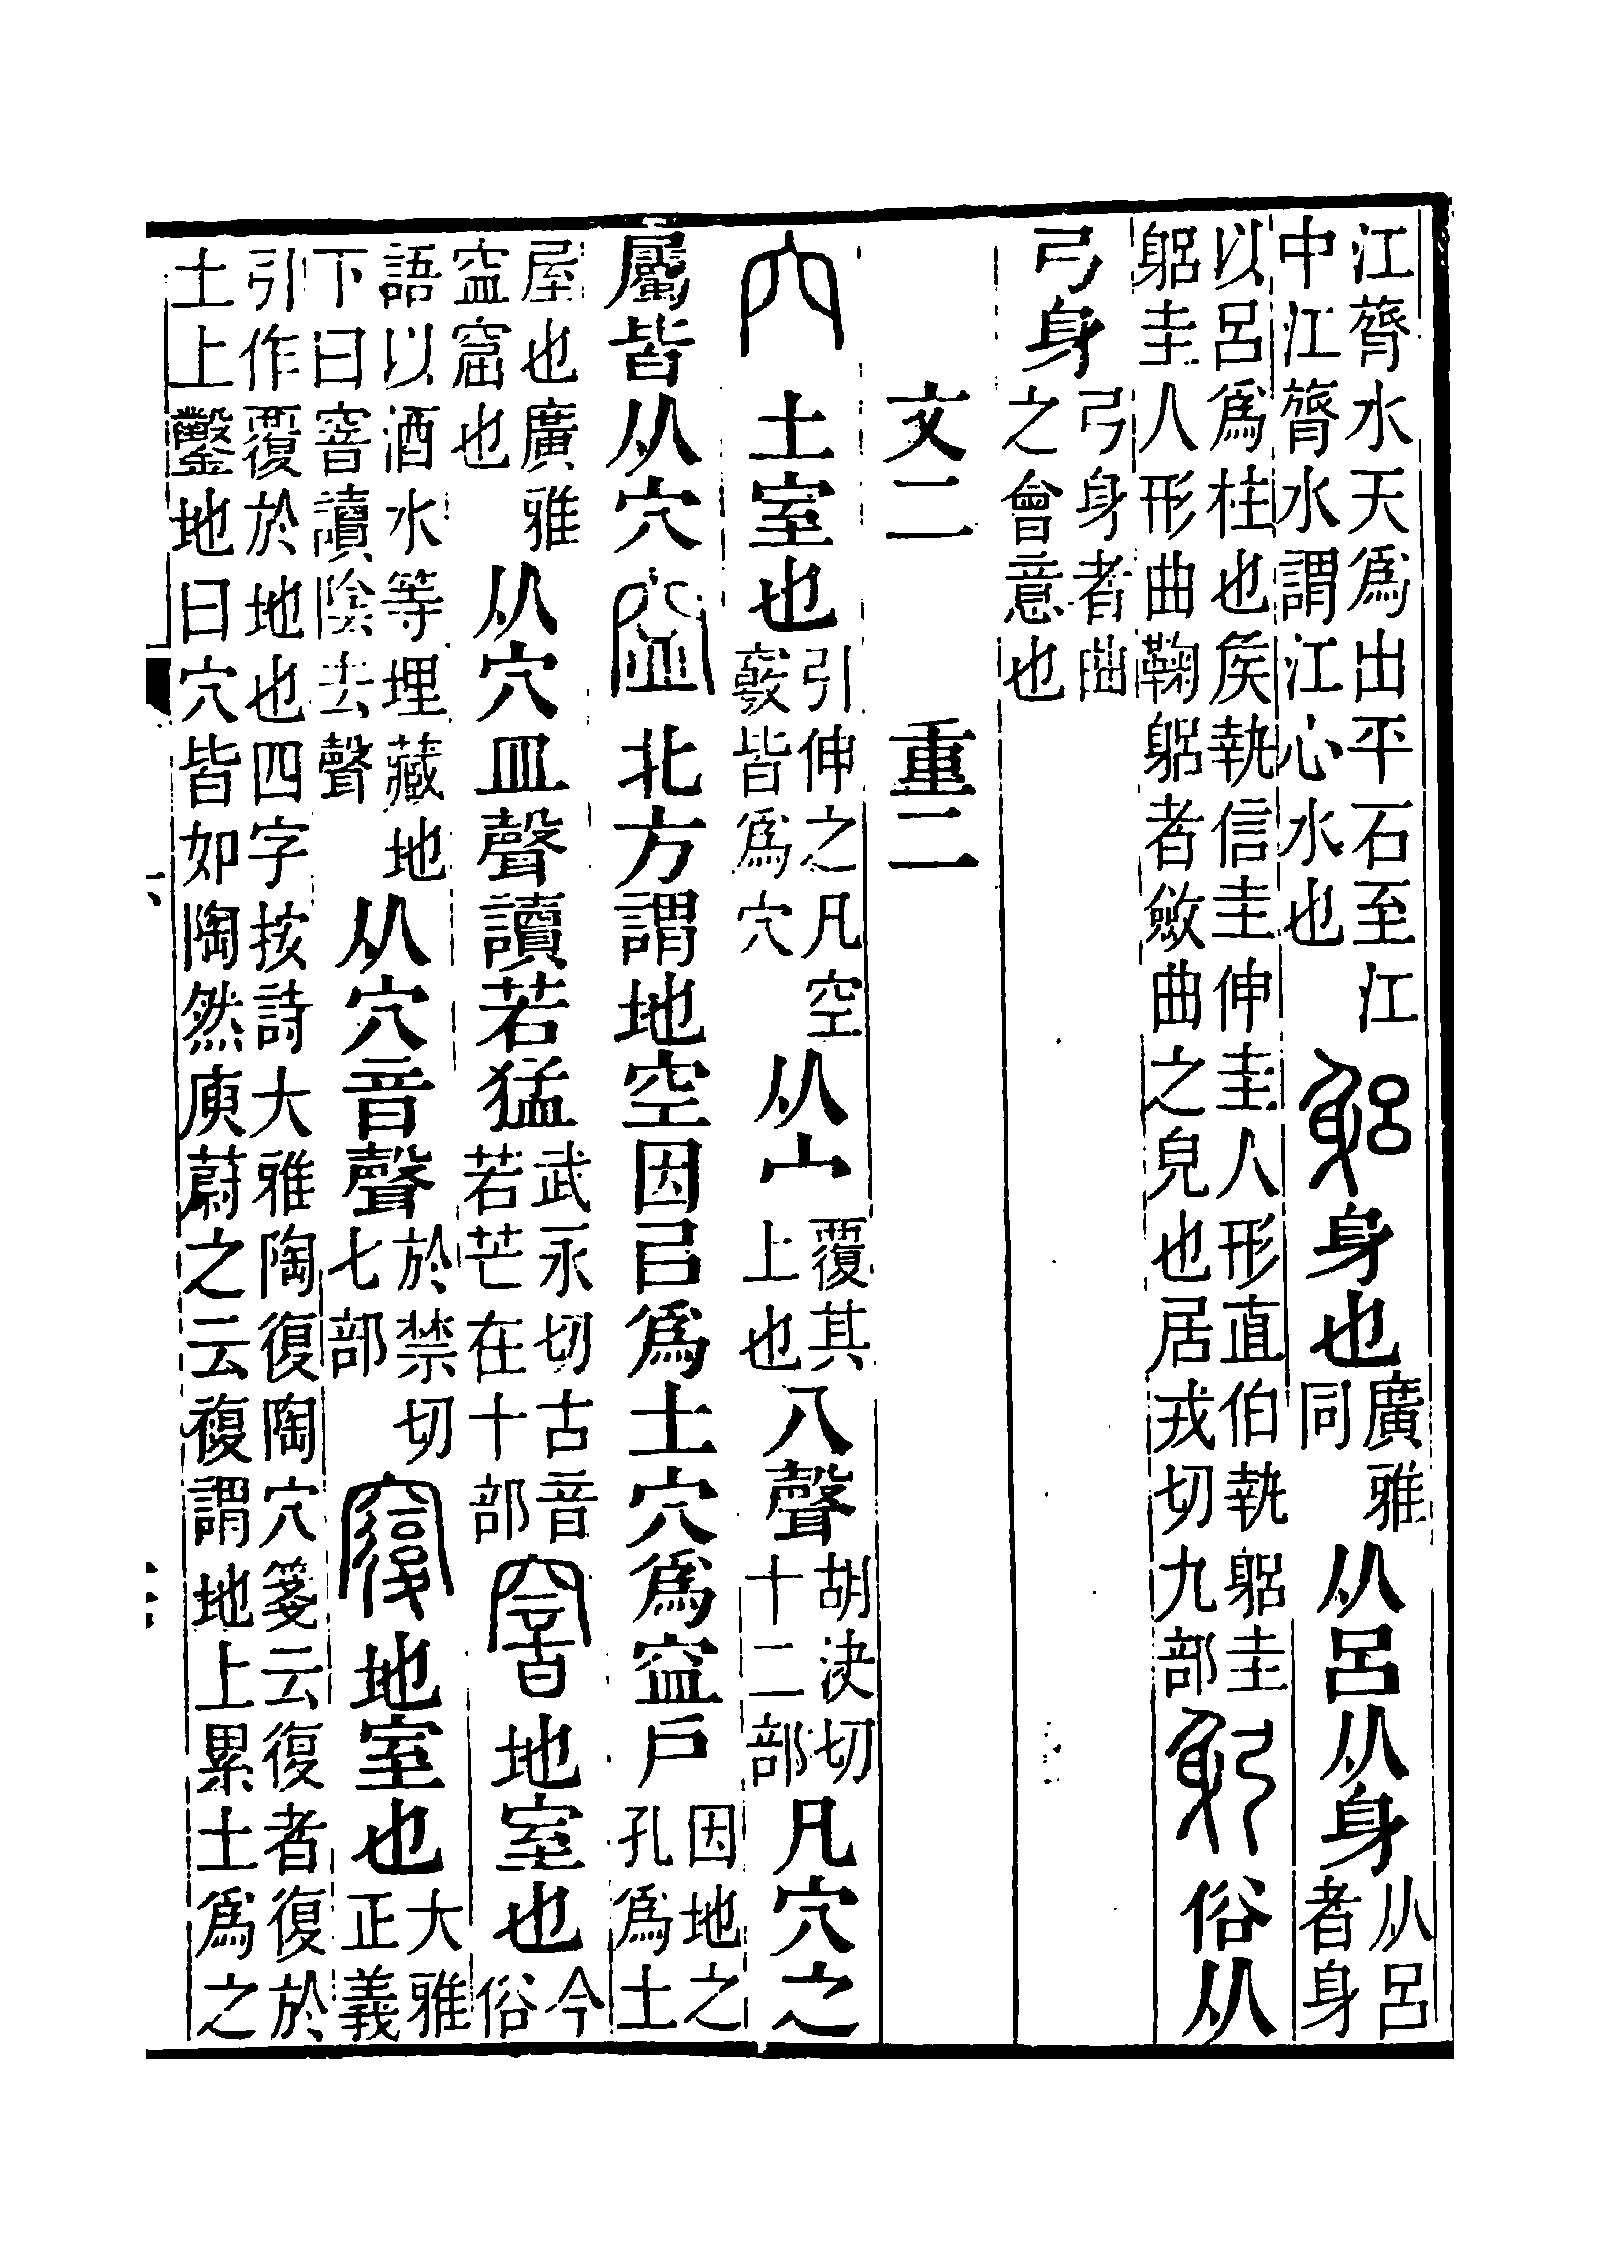 江膂水天爲出平石至江中江膂水謂江心水也躳身也廣雅同从呂从身从呂者身
以呂爲柱也矦執信圭伸圭人形直伯執躳圭躳圭人形曲鞠躳者斂曲之皃也居戎切九部躬俗从
弓身弓身者曲之會意也
文二　重二
穴土室也引伸之凡空竅皆爲穴从宀覆其上也八聲胡決切十二部凡穴之
屬皆从穴北方謂地空因㠯爲土穴爲戶因地之孔爲土
屋也廣雅窟也从穴皿聲讀若猛武永切古音若芒在十部窨地室也今俗
語以酒水等埋藏地下曰窨讀陰去聲从穴音聲於禁切七部地室也大雅正義
引作覆於地也四字按詩大雅陶復陶穴箋云復者復於土上鑿地曰穴皆如陶然庾蔚之云複謂地上累土爲之